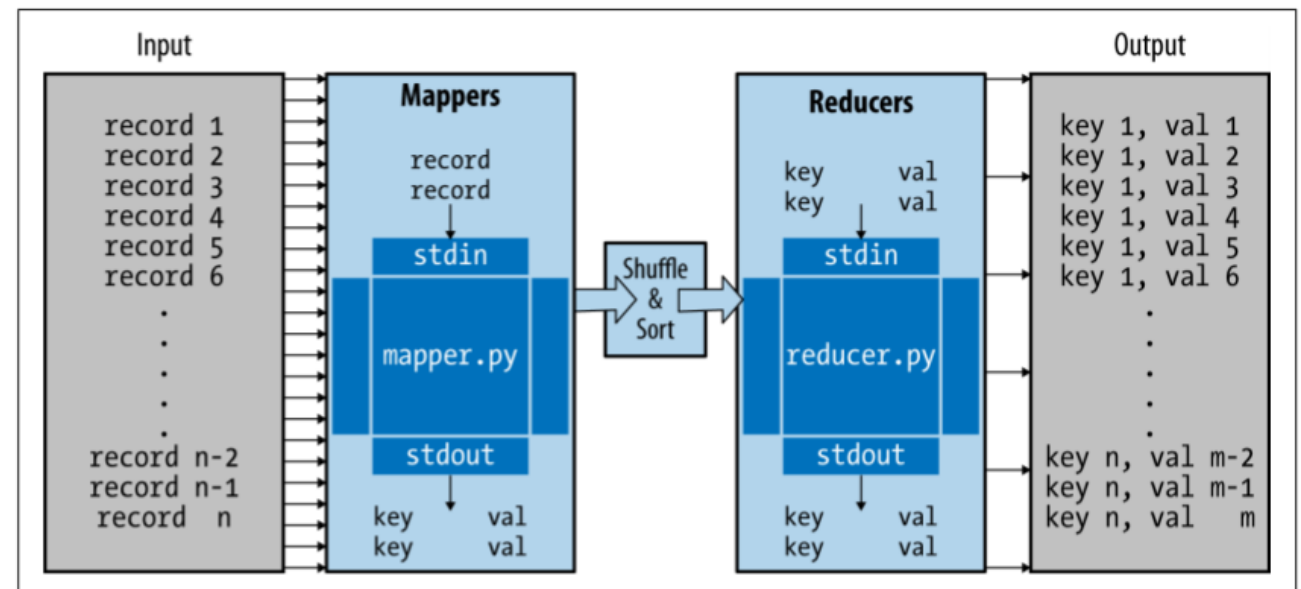 Input
record 1
record 2
record 3
record 4
record 5
record 6
.
.
.
.
.
record n-2
record n-1
record n
Mappers
record
record
stdin
mapper.py
stdout
key val
key val
Shuffle
&
Sort
Reducers
key val
key val
stdin
reducer.py
stdout
key val
key val
Output
key 1, val 1
key 1, val 2
key 1, val 3
key 1, val 4
key 1, val 5
key 1, val 6
.
.
.
.
.
key n, val m-2
key n, val m-1
key n, val m